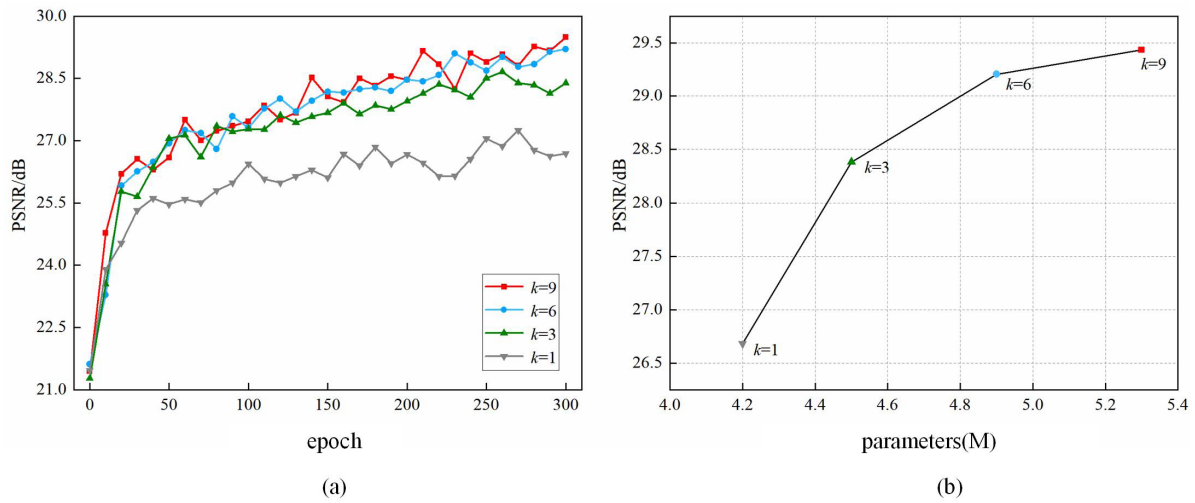 30.0
28.5
27.0
25.5
24.0
22.5
21.0
PSNR/dB
k=9
k=6
k=3
k=1
0 50 100 150 200 250 300
epoch
(a)
29.5
29.0
28.5
28.0
27.5
27.0
26.5
PSNR/dB
k=9
k=6
k=3
k=1
4.0 4.2 4.4 4.6 4.8 5.0 5.2 5.4
parameters(M)
(b)